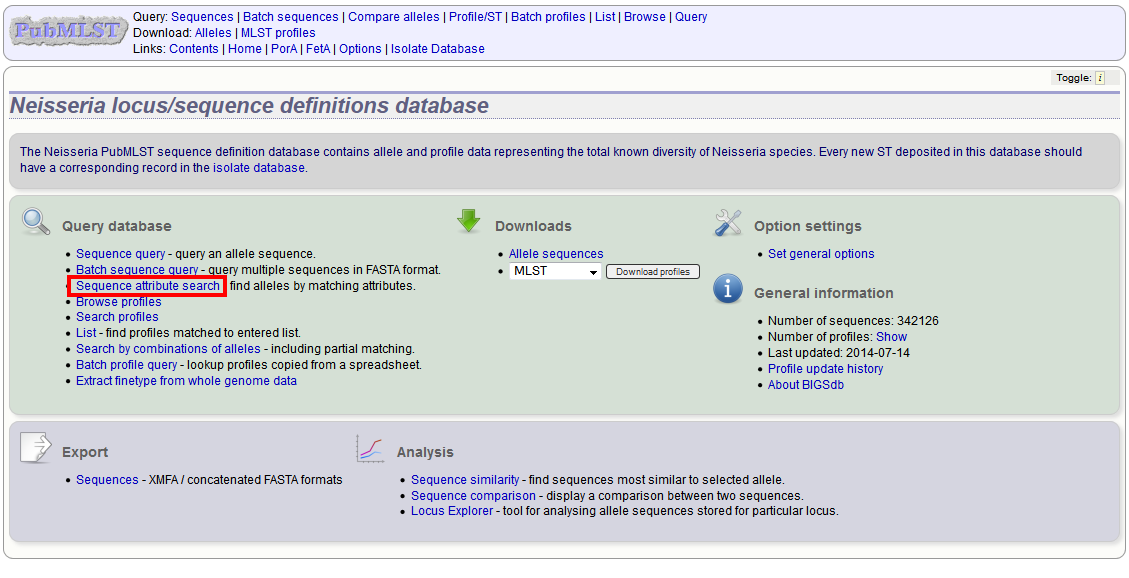 PubMLST
Query: Sequences | Batch sequences | Compare alleles | Profile/ST | Batch profiles | List | Browse | Query
Download: Alleles | MLST profiles
Links: Contents | Home | PorA | FetA | Options | Isolate Database
Toggle: i
Neisseria locus/sequence definitions database
The Neisseria PubMLST sequence definition database contains allele and profile data representing the total known diversity of Neisseria species. Every new ST deposited in this database should
have a corresponding record in the isolate database.
Query database
• Sequence query - query an allele sequence.
• Batch sequence query - query multiple sequences in FASTA format.
• Sequence attribute search - find alleles by matching attributes.
• Browse profiles
• Search profiles
• List - find profiles matched to entered list.
• Search by combinations of alleles - including partial matching.
• Batch profile query - lookup profiles copied from a spreadsheet.
• Extract finetype from whole genome data
Downloads
• Allele sequences
• MLST Download profiles
Option settings
• Set general options
General information
• Number of sequences: 342126
• Number of profiles: Show
• Last updated: 2014-07-14
• Profile update history
• About BIGSdb
Export
• Sequences - XMFA / concatenated FASTA formats
Analysis
• Sequence similarity - find sequences most similar to selected allele.
• Sequence comparison - display a comparison between two sequences.
• Locus Explorer - tool for analysing allele sequences stored for particular locus.